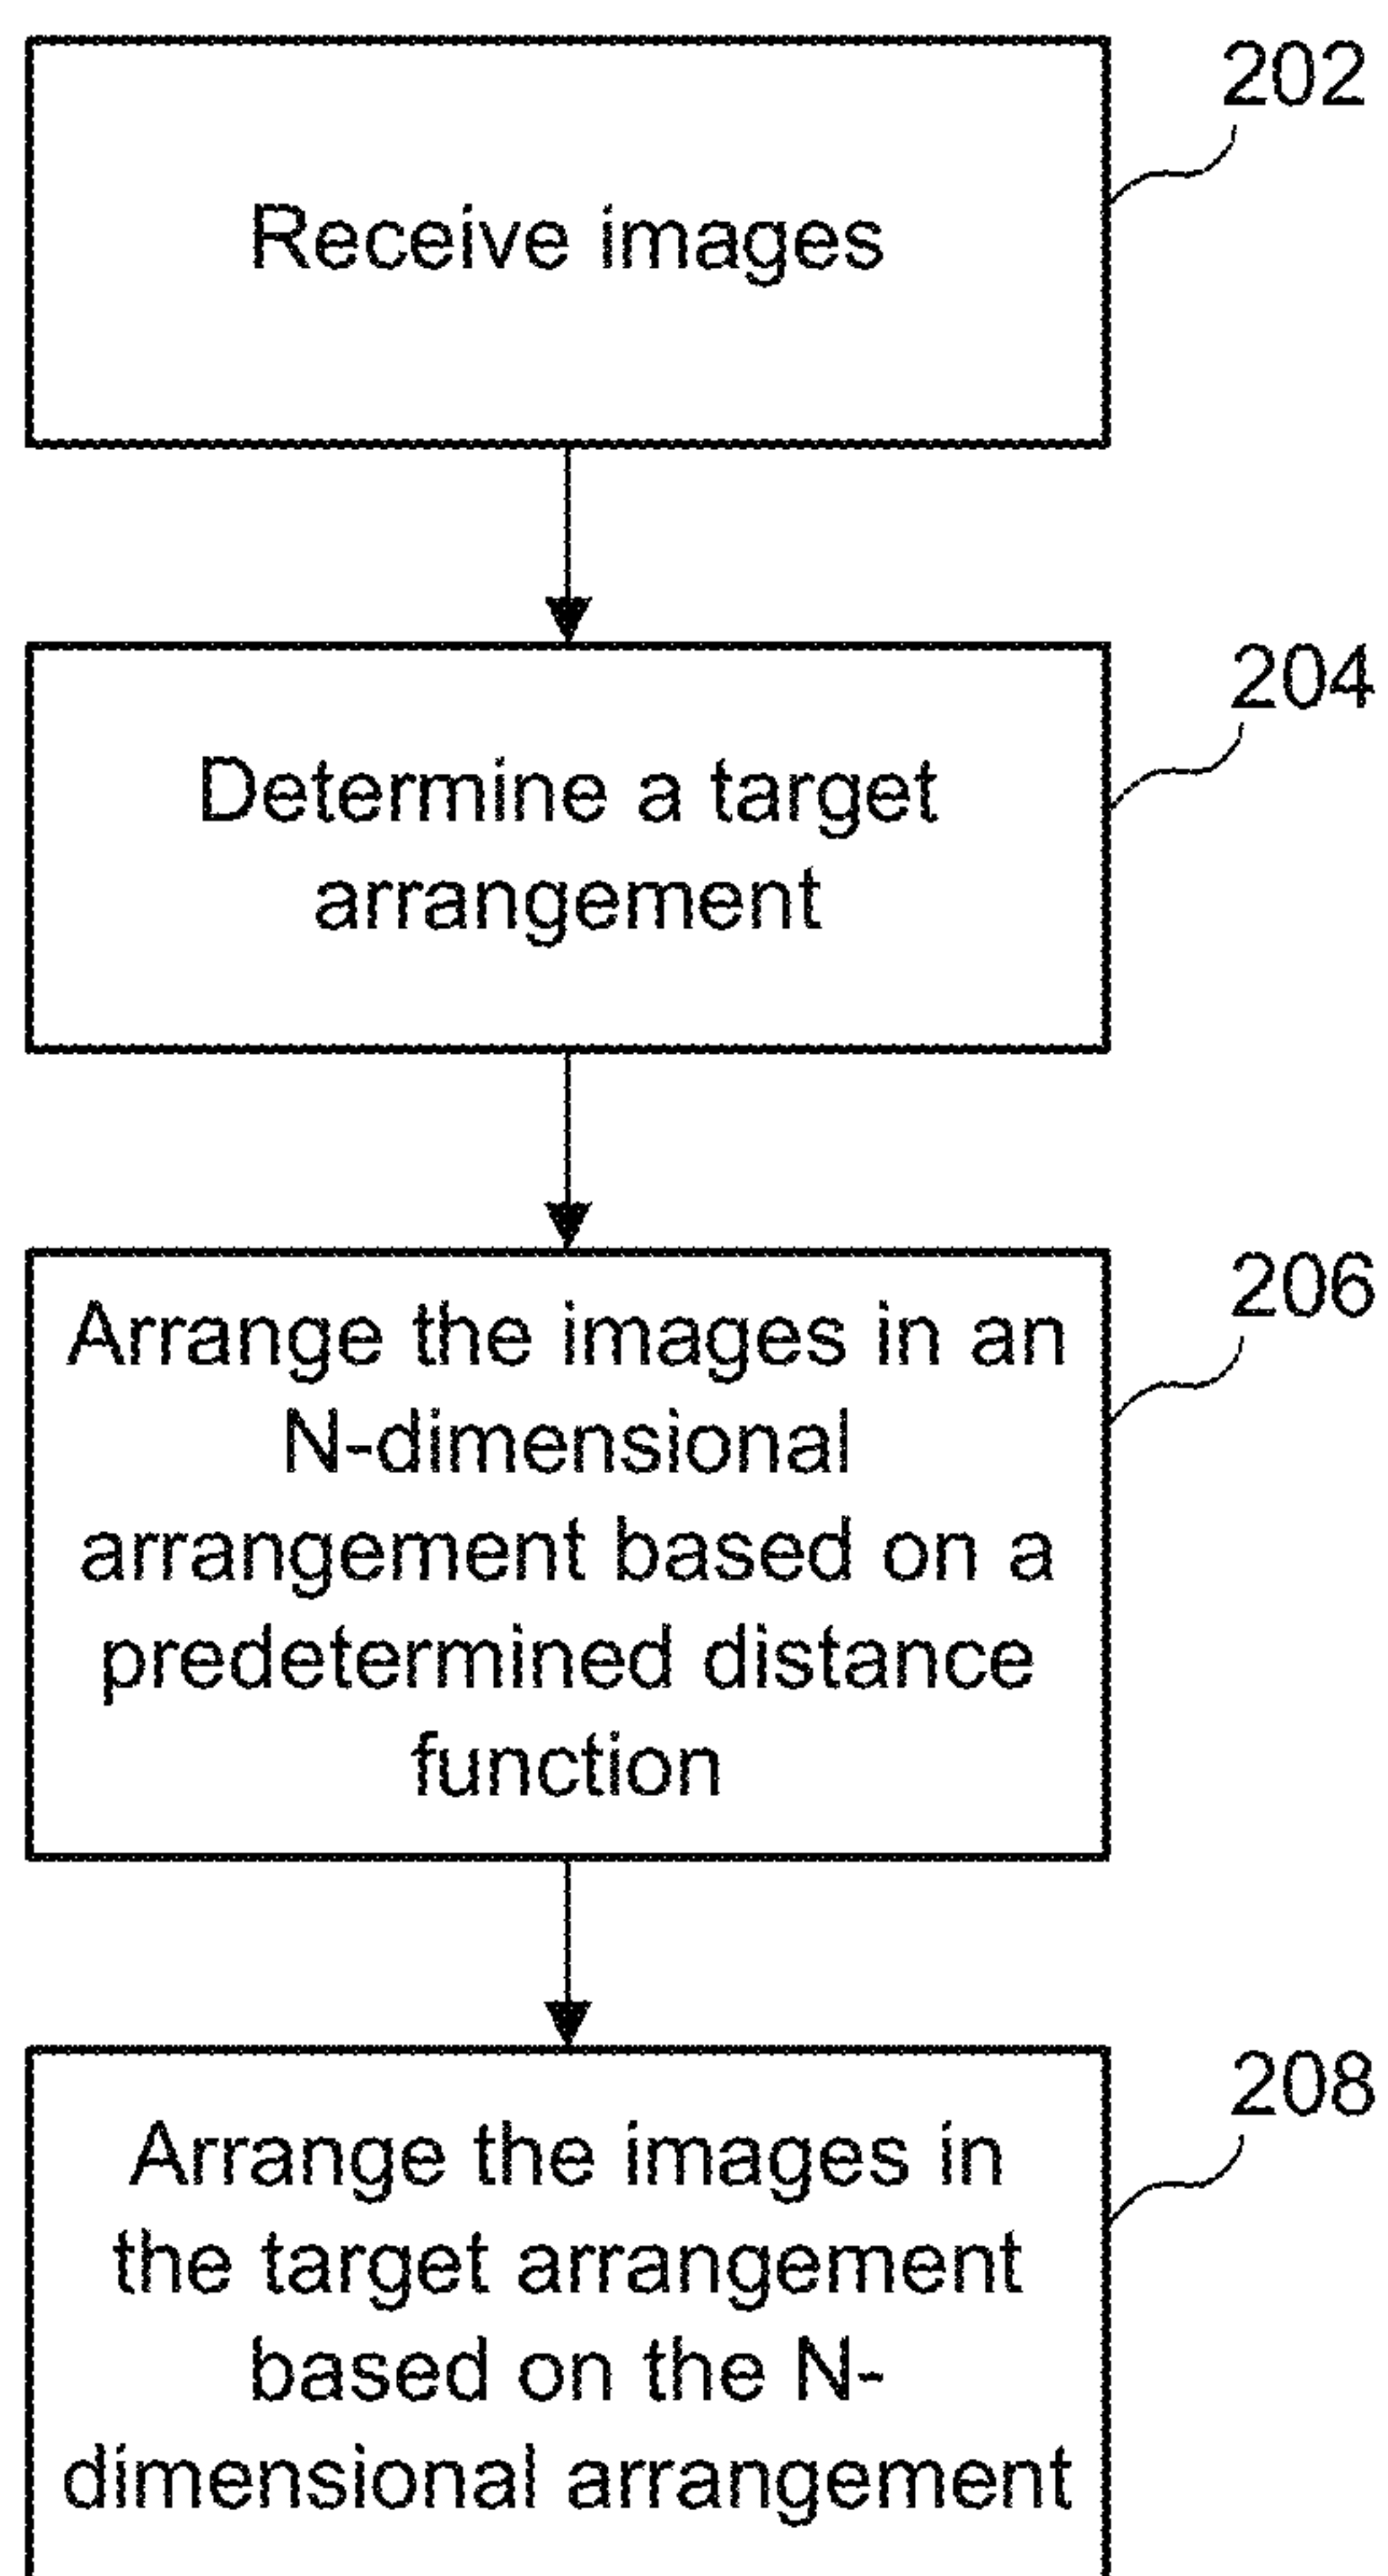 202
Receive images
204
Determine a target
arrangement
206
Arrange the images in an
N-dimensional
arrangement based on a
predetermined distance
function
208
Arrange the images in
the target arrangement
based on the N-
dimensional arrangement